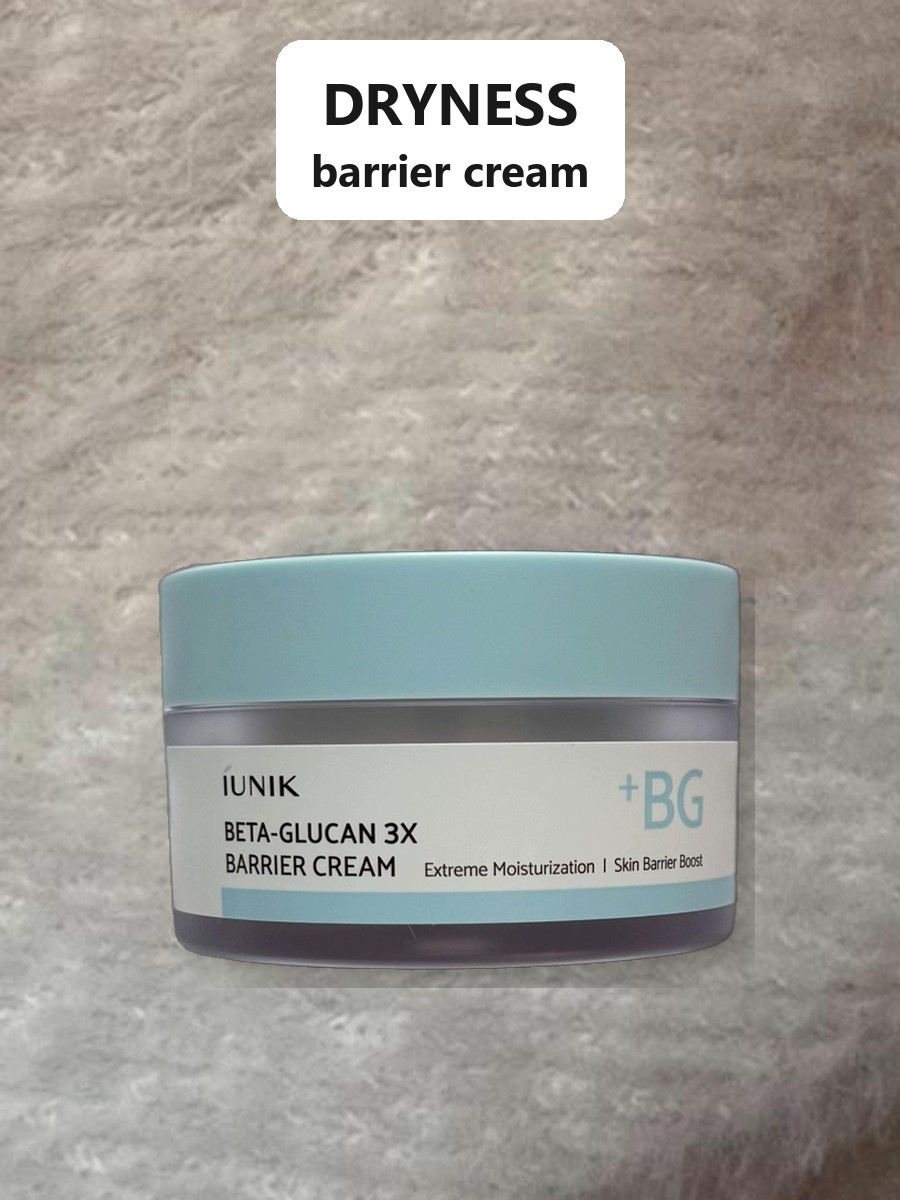 DRYNESS
barrier cream
iUNIK
+BG
BETA-GLUCAN 3X
BARRIER CREAM
Extreme Moisturization | Skin Barrier Boost